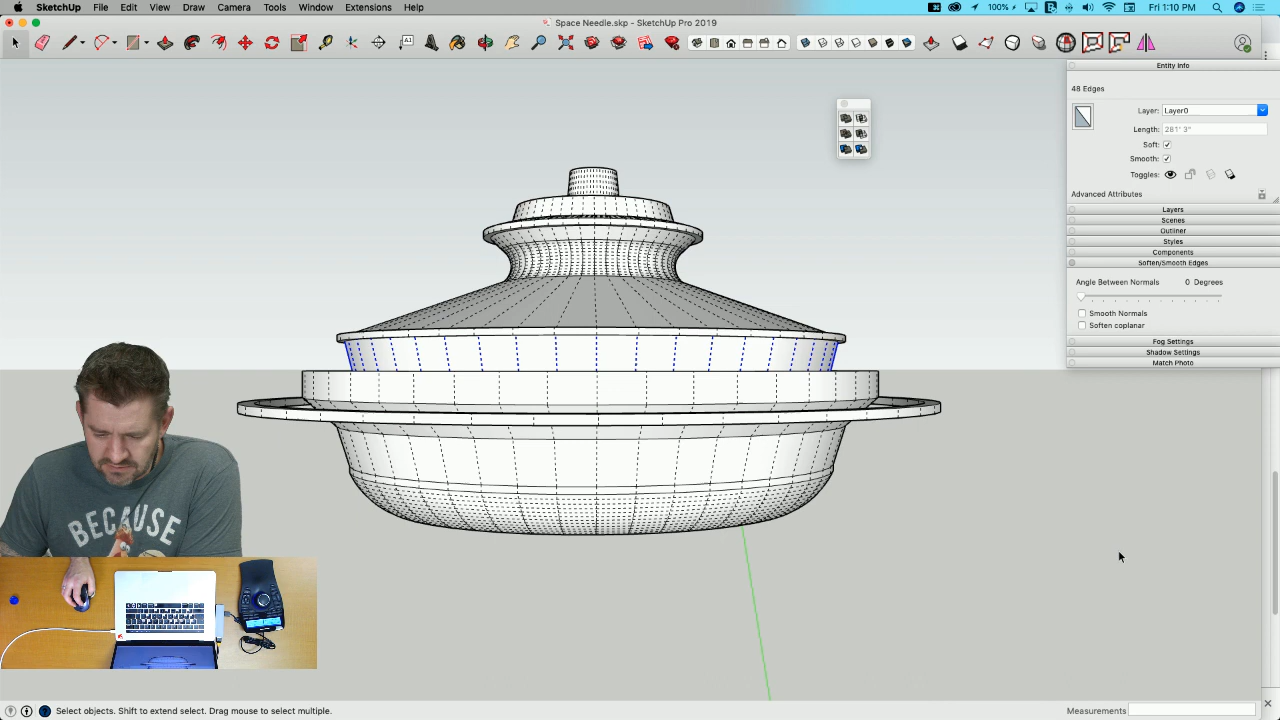 SketchUp File Edit View Draw Camera Tools Window Extensions Help
100% Fri 1:10 PM
Space Needle.skp - SketchUp Pro 2019
Entity Info
48 Edges
Layer: Layer0
Length: 281' 3"
Soft:
Smooth:
Toggles:
Advanced Attributes
Layers
Scenes
Outliner
Styles
Components
Soften/Smooth Edges
Angle Between Normals 0 Degrees
Smooth Normals
Soften coplanar
Fog Settings
Shadow Settings
Match Photo
BECAUSE
Select objects. Shift to extend select. Drag mouse to select multiple.
Measurements